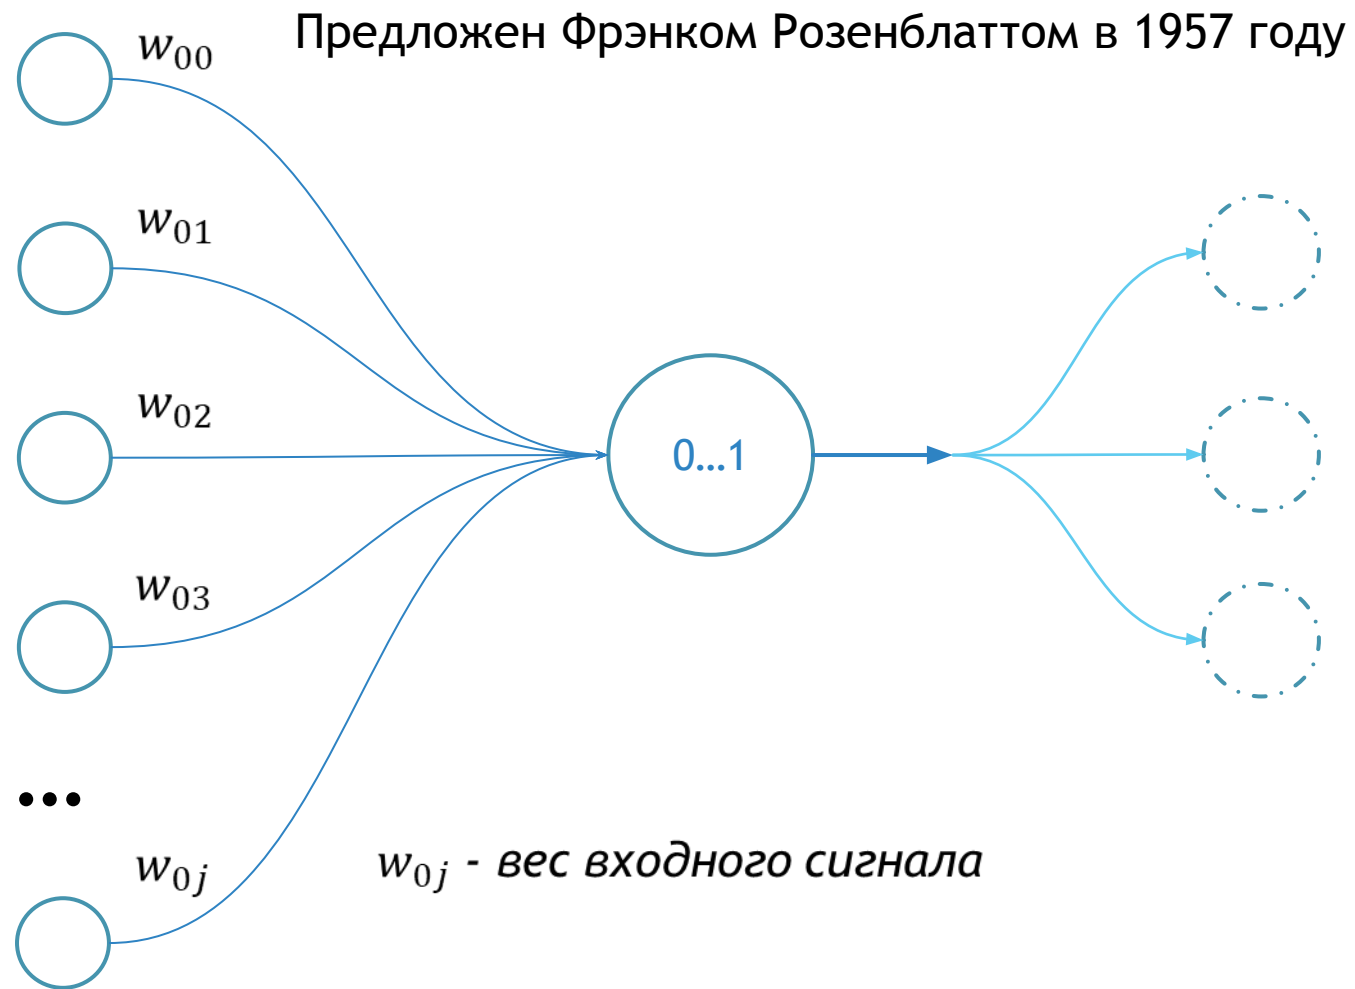 Предложен Фрэнком Розенблаттом в 1957 году
w₀₀
w₀₁
w₀₂
0...1
w₀₃
...
w₀ⱼ
w₀ⱼ - вес входного сигнала